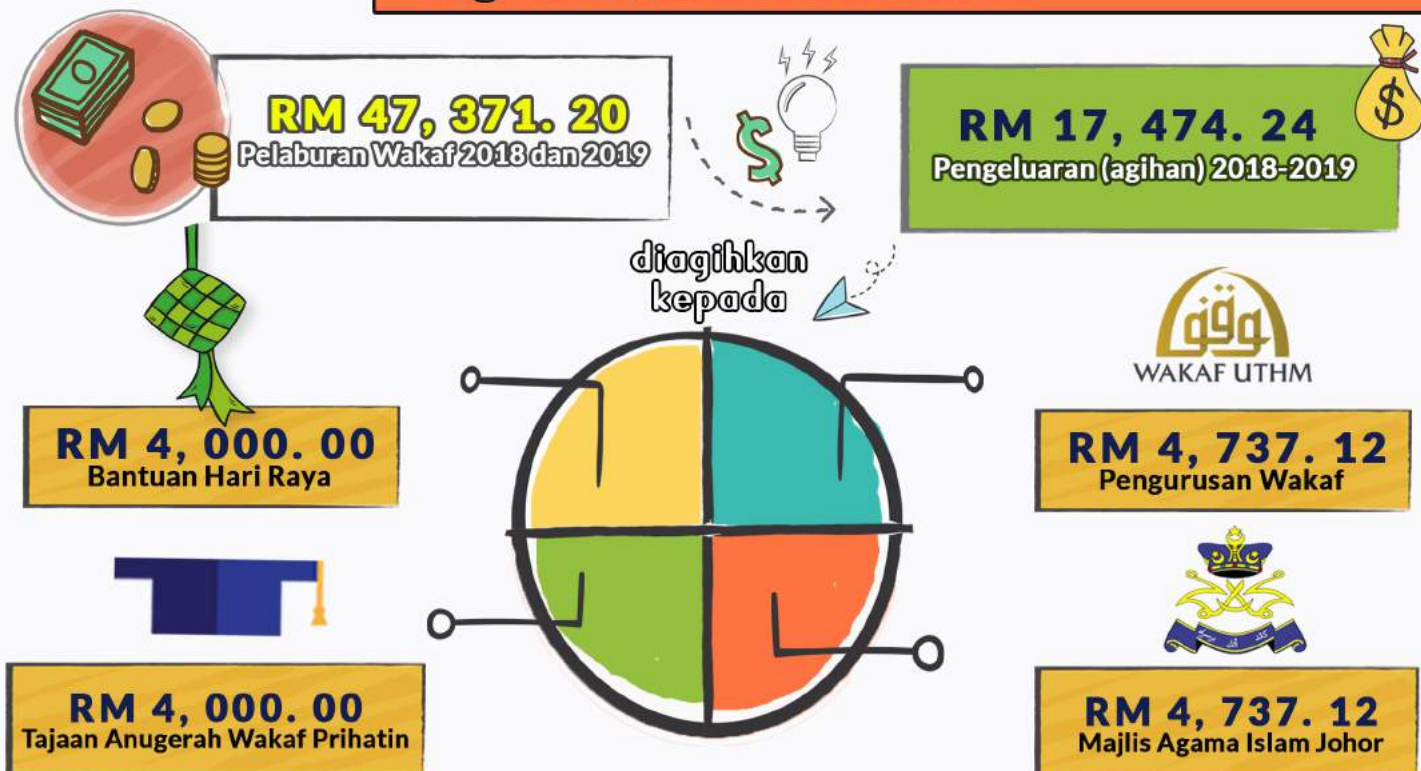 RM 47, 371. 20
Pelaburan Wakaf 2018 dan 2019
RM 17, 474. 24
Pengeluaran (agihan) 2018-2019
diagihkan
kepada
RM 4, 000. 00
Bantuan Hari Raya
وقف
WAKAF UTHM
RM 4, 737. 12
Pengurusan Wakaf
RM 4, 000. 00
Tajaan Anugerah Wakaf Prihatin
RM 4, 737. 12
Majlis Agama Islam Johor